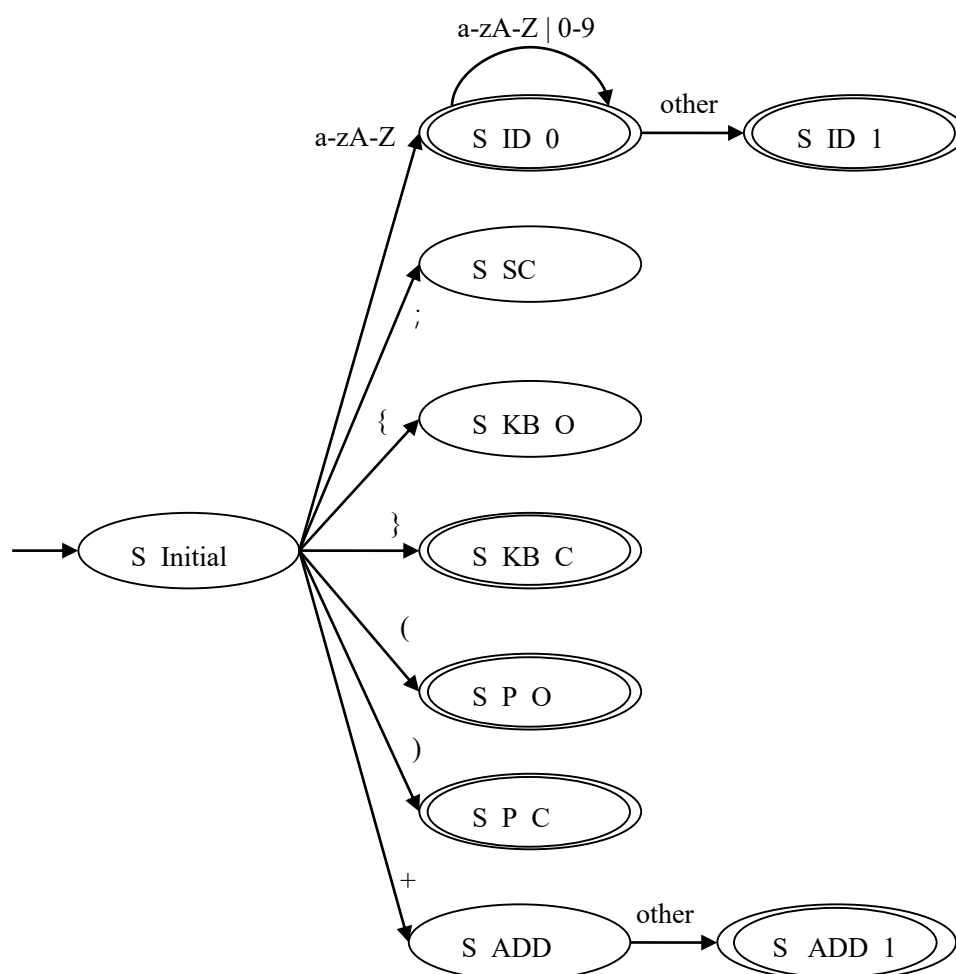 a-zA-Z | 0-9
a-zA-Z
S ID 0
other
S ID 1
S SC
;
{
S KB O
}
S Initial
S KB C
(
S P O
)
S P C
+
S ADD
other
S ADD 1